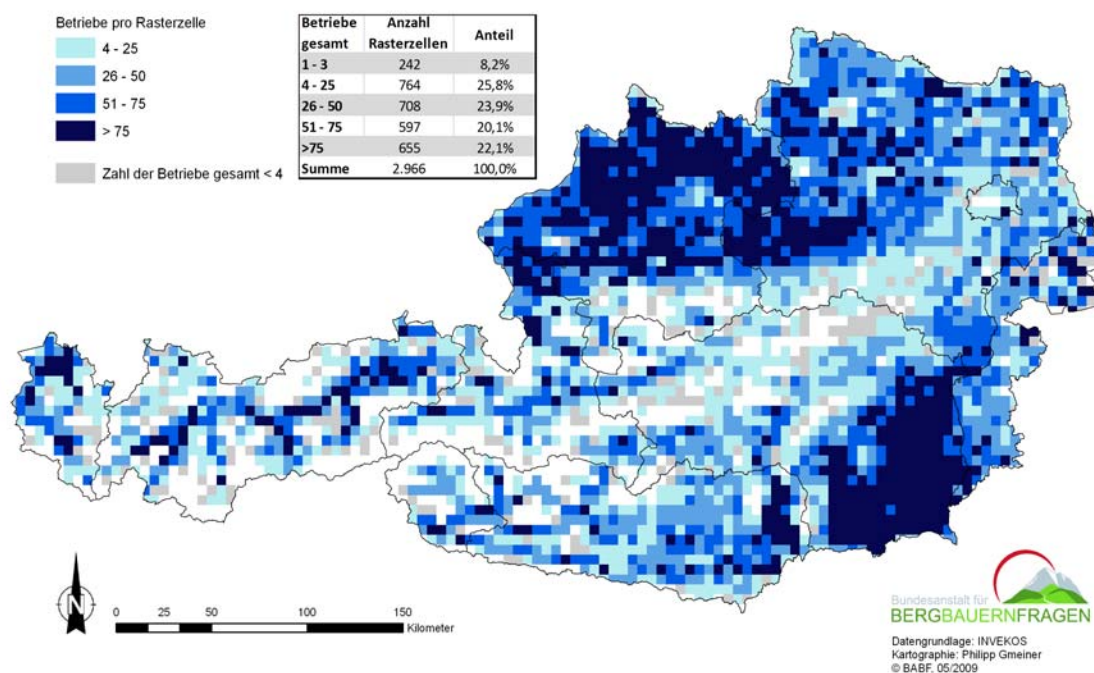 Betriebe pro Rasterzelle
4 - 25
26 - 50
51 - 75
> 75
Zahl der Betriebe gesamt < 4
Betriebe gesamt Anzahl Rasterzellen Anteil
1 - 3 242 8,2%
4 - 25 764 25,8%
26 - 50 708 23,9%
51 - 75 597 20,1%
>75 655 22,1%
Summe 2.966 100,0%
N
0 25 50 100 150
Kilometer
Bundesanstalt für
BERGBAUERNFRAGEN
Datengrundlage: INVEKOS
Kartographie: Philipp Gmeiner
© BABF, 05/2009